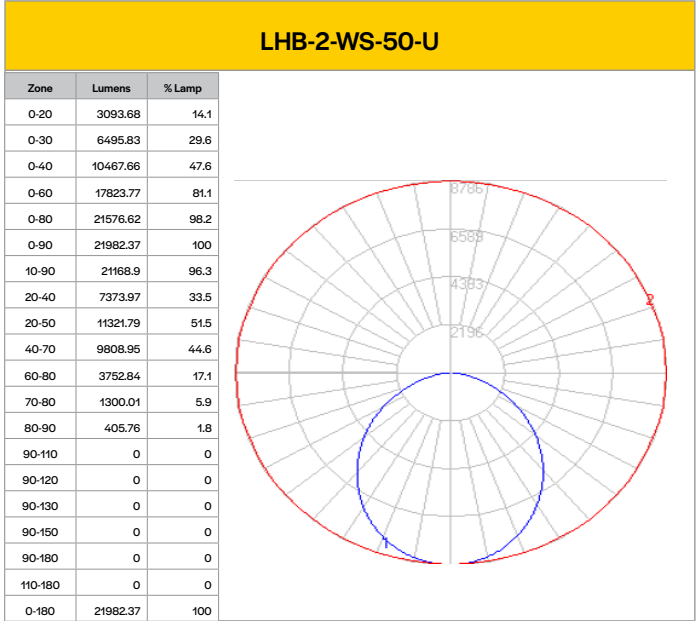 LHB-2-WS-50-U
Zone Lumens % Lamp
0-20 3093.68 14.1
0-30 6495.83 29.6
0-40 10467.66 47.6
0-60 17823.77 81.1
0-80 21576.62 98.2
0-90 21982.37 100
10-90 21168.9 96.3
20-40 7373.97 33.5
20-50 11321.79 51.5
40-70 9808.95 44.6
60-80 3752.84 17.1
70-80 1300.01 5.9
80-90 405.76 1.8
90-110 0 0
90-120 0 0
90-130 0 0
90-150 0 0
90-180 0 0
110-180 0 0
0-180 21982.37 100
8786
6589
4393
2196
2
1